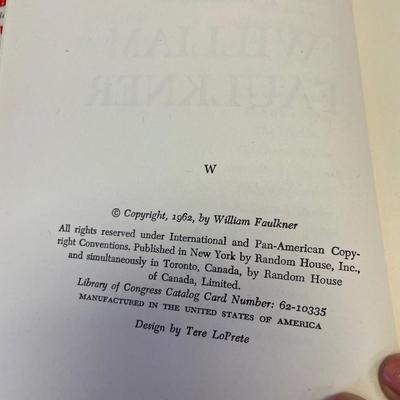 W
© Copyright, 1962, by William Faulkner
All rights reserved under International and Pan-American Copy-
right Conventions. Published in New York by Random House, Inc.,
and simultaneously in Toronto, Canada, by Random House
of Canada, Limited.
Library of Congress Catalog Card Number: 62-10335
MANUFACTURED IN THE UNITED STATES OF AMERICA
Design by Tere LoPrete